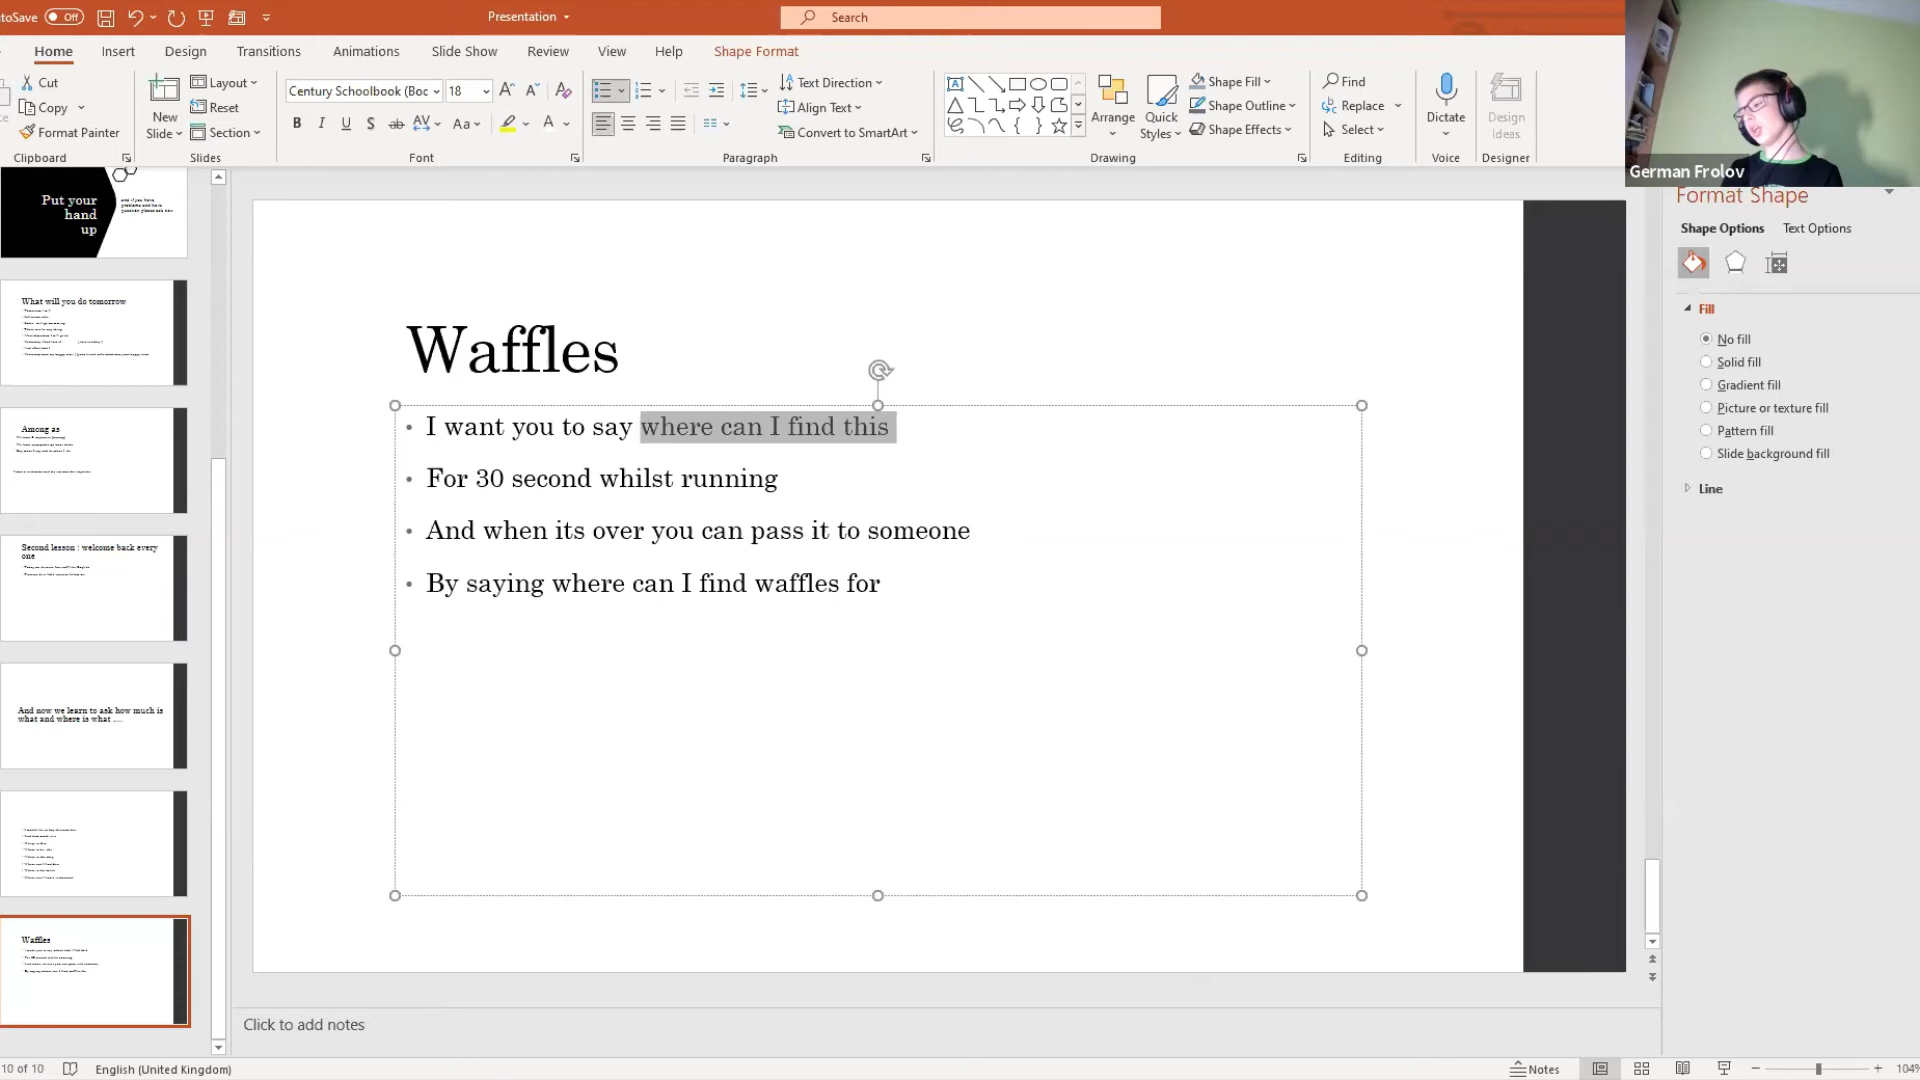 toSave Off
Presentation
Search
Home Insert Design Transitions Animations Slide Show Review View Help Shape Format
Cut
Copy
Format Painter
Clipboard
New
Slide
Layout
Reset
Section
Slides
Century Schoolbook (Boc 18
B I U S ab AV Aa A
Font
Text Direction
Align Text
Convert to SmartArt
Paragraph
Arrange
Quick
Styles
Shape Fill
Shape Outline
Shape Effects
Drawing
Find
Replace
Select
Editing
Dictate
Voice
Design
Ideas
Designer
German Frolov
Put your
hand
up
What will you do tomorrow
Among as
Second lesson : welcome back every
one
And now we learn to ask how much is
what and where is what .....
Waffles
Waffles
• I want you to say where can I find this
• For 30 second whilst running
• And when its over you can pass it to someone
• By saying where can I find waffles for
Format Shape
Shape Options Text Options
Fill
No fill
Solid fill
Gradient fill
Picture or texture fill
Pattern fill
Slide background fill
Line
Click to add notes
10 of 10 English (United Kingdom) Notes 104%